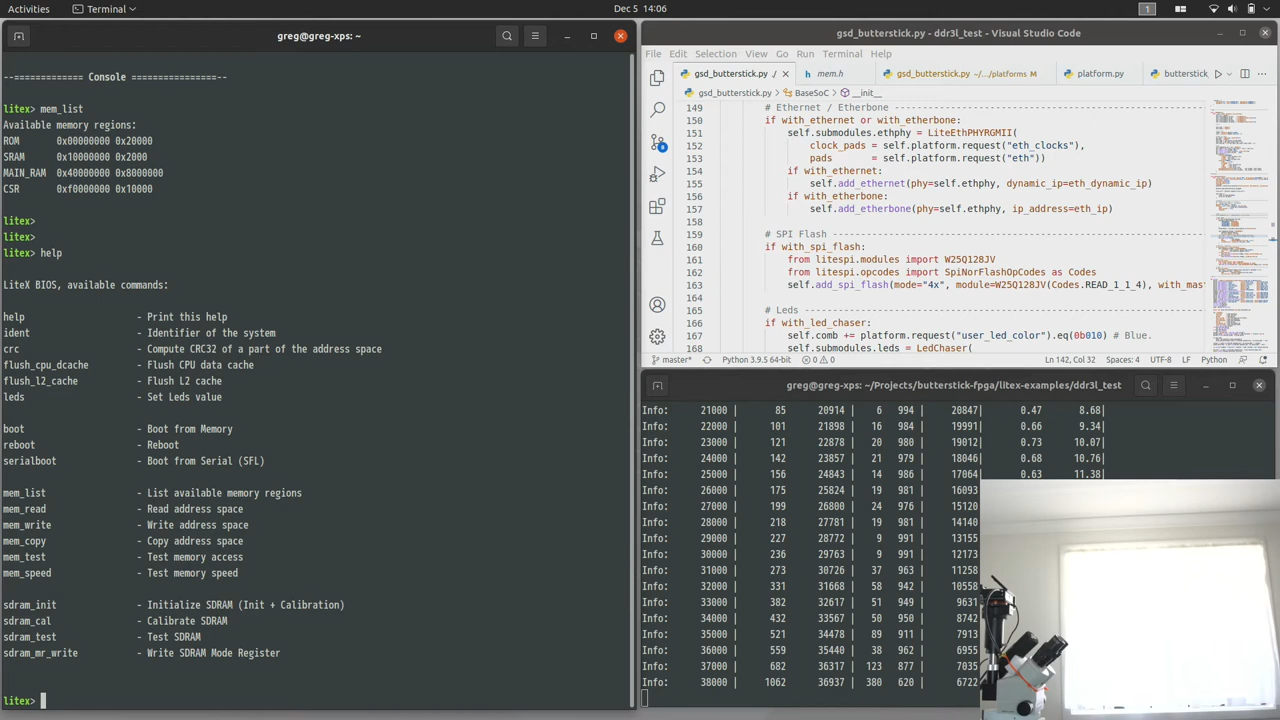 Activities
Terminal
Dec 5 14:06
1
greg@greg-xps: ~
--============= Console ================--
litex> mem_list
Available memory regions:
ROM 0x00000000 0x20000
SRAM 0x10000000 0x2000
MAIN_RAM 0x40000000 0x8000000
CSR 0xf0000000 0x10000
litex>
litex>
litex> help
LiteX BIOS, available commands:
help - Print this help
ident - Identifier of the system
crc - Compute CRC32 of a part of the address space
flush_cpu_dcache - Flush CPU data cache
flush_l2_cache - Flush L2 cache
leds - Set Leds value
boot - Boot from Memory
reboot - Reboot
serialboot - Boot from Serial (SFL)
mem_list - List available memory regions
mem_read - Read address space
mem_write - Write address space
mem_copy - Copy address space
mem_test - Test memory access
mem_speed - Test memory speed
sdram_init - Initialize SDRAM (Init + Calibration)
sdram_cal - Calibrate SDRAM
sdram_test - Test SDRAM
sdram_mr_write - Write SDRAM Mode Register
litex>
gsd_butterstick.py - ddr3l_test - Visual Studio Code
File Edit Selection View Go Run Terminal Help
gsd_butterstick.py ./ mem.h gsd_butterstick.py ~/.../platforms M platform.py butterstick
gsd_butterstick.py > BaseSoC > __init__
149 # Ethernet / Etherbone
150 if with_ethernet or with_etherbone:
151 self.submodules.ethphy = LiteEthPHYRGMII(
152 clock_pads = self.platform.request("eth_clocks"),
153 pads = self.platform.request("eth"))
154 if with_ethernet:
155 self.add_ethernet(phy=self.ethphy, dynamic_ip=eth_dynamic_ip)
156 if with_etherbone:
157 self.add_etherbone(phy=self.ethphy, ip_address=eth_ip)
158
159 # SPI Flash
160 if with_spi_flash:
161 from litespi.modules import
162 from litespi.opcodes import SpiNorFlashOpCodes as Codes
163 self.add_spi_flash(mode="4x", module=W25Q128JV(Codes.READ_1_1_4), with_mas
164
165 # Leds
166 if with_led_chaser:
167 self.comb += platform.request("user_led_color").eq(0b010) # Blue.
168 self.submodules.leds = LedChaser(
master* Python 3.9.5 64-bit 0 0 Ln 142, Col 32 Spaces: 4 UTF-8 LF Python
greg@greg-xps: ~/Projects/butterstick-fpga/litex-examples/ddr3l_test
Info: 21000 | 85 20914 | 6 994 | 20847| 0.47 8.68|
Info: 22000 | 101 21898 | 16 984 | 19991| 0.66 9.34|
Info: 23000 | 121 22878 | 20 980 | 19012| 0.73 10.07|
Info: 24000 | 142 23857 | 21 979 | 18046| 0.68 10.76|
Info: 25000 | 156 24843 | 14 986 | 17064| 0.63 11.38|
Info: 26000 | 175 25824 | 19 981 | 16093
Info: 27000 | 199 26800 | 24 976 | 15120
Info: 28000 | 218 27781 | 19 981 | 14140
Info: 29000 | 227 28772 | 9 991 | 13155
Info: 30000 | 236 29763 | 9 991 | 12173
Info: 31000 | 273 30726 | 37 963 | 11258
Info: 32000 | 331 31668 | 58 942 | 10558
Info: 33000 | 382 32617 | 51 949 | 9631
Info: 34000 | 432 33567 | 50 950 | 8742
Info: 35000 | 521 34478 | 89 911 | 7913
Info: 36000 | 559 35440 | 38 962 | 6955
Info: 37000 | 682 36317 | 123 877 | 7035
Info: 38000 | 1062 36937 | 380 620 | 6722